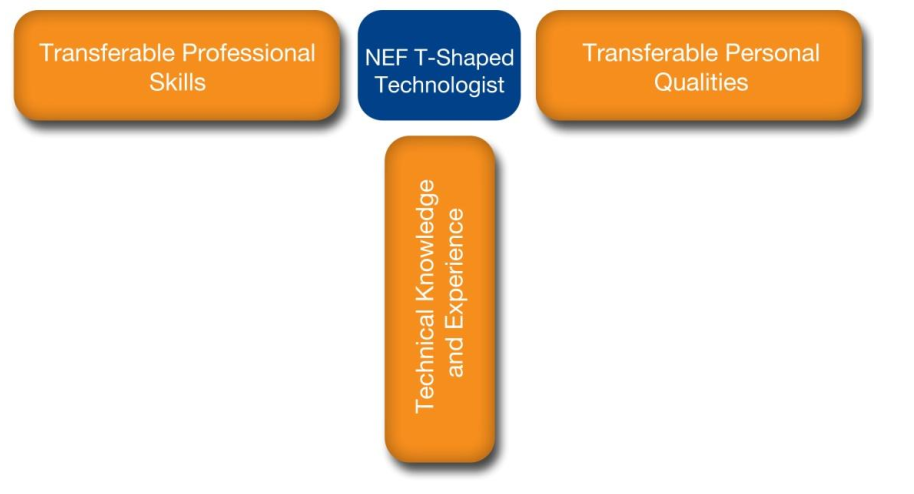 Transferable Professional
Skills
NEF T-Shaped
Technologist
Transferable Personal
Qualities
Technical Knowledge
and Experience